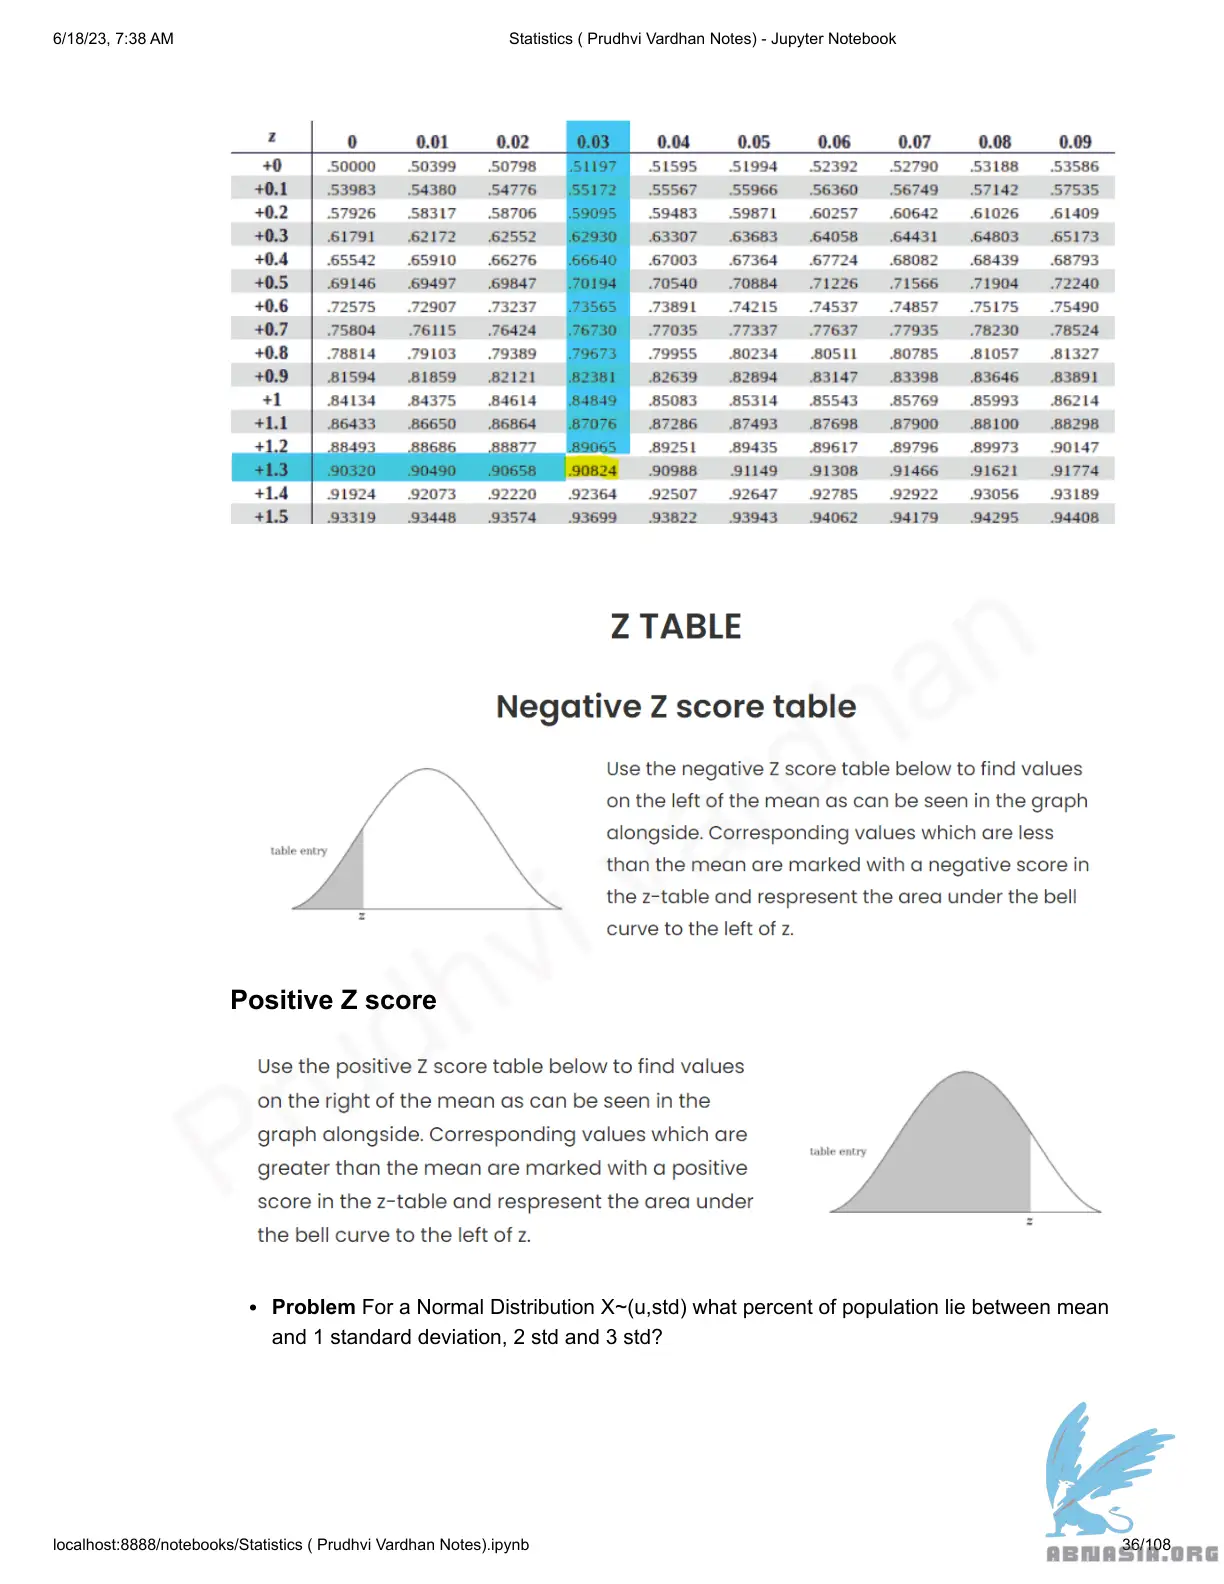 6/18/23, 7:38 AM
Statistics ( Prudhvi Vardhan Notes) - Jupyter Notebook
z 0 0.01 0.02 0.03 0.04 0.05 0.06 0.07 0.08 0.09
+0 .50000 .50399 .50798 .51197 .51595 .51994 .52392 .52790 .53188 .53586
+0.1 .53983 .54380 .54776 .55172 .55567 .55966 .56360 .56749 .57142 .57535
+0.2 .57926 .58317 .58706 .59095 .59483 .59871 .60257 .60642 .61026 .61409
+0.3 .61791 .62172 .62552 .62930 .63307 .63683 .64058 .64431 .64803 .65173
+0.4 .65542 .65910 .66276 .66640 .67003 .67364 .67724 .68082 .68439 .68793
+0.5 .69146 .69497 .69847 .70194 .70540 .70884 .71226 .71566 .71904 .72240
+0.6 .72575 .72907 .73237 .73565 .73891 .74215 .74537 .74857 .75175 .75490
+0.7 .75804 .76115 .76424 .76730 .77035 .77337 .77637 .77935 .78230 .78524
+0.8 .78814 .79103 .79389 .79673 .79955 .80234 .80511 .80785 .81057 .81327
+0.9 .81594 .81859 .82121 .82381 .82639 .82894 .83147 .83398 .83646 .83891
+1 .84134 .84375 .84614 .84849 .85083 .85314 .85543 .85769 .85993 .86214
+1.1 .86433 .86650 .86864 .87076 .87286 .87493 .87698 .87900 .88100 .88298
+1.2 .88493 .88686 .88877 .89065 .89251 .89435 .89617 .89796 .89973 .90147
+1.3 .90320 .90490 .90658 .90824 .90988 .91149 .91308 .91466 .91621 .91774
+1.4 .91924 .92073 .92220 .92364 .92507 .92647 .92785 .92922 .93056 .93189
+1.5 .93319 .93448 .93574 .93699 .93822 .93943 .94062 .94179 .94295 .94408
Z TABLE
Negative Z score table
Use the negative Z score table below to find values
on the left of the mean as can be seen in the graph
alongside. Corresponding values which are less
than the mean are marked with a negative score in
the z-table and respresent the area under the bell
curve to the left of z.
table entry
z
Positive Z score
Use the positive Z score table below to find values
on the right of the mean as can be seen in the
graph alongside. Corresponding values which are
greater than the mean are marked with a positive
score in the z-table and respresent the area under
the bell curve to the left of z.
table entry
z
• Problem For a Normal Distribution X~(u,std) what percent of population lie between mean
and 1 standard deviation, 2 std and 3 std?
Prudhvi Vardhan
localhost:8888/notebooks/Statistics ( Prudhvi Vardhan Notes).ipynb
36/108
ABNASIA.ORG